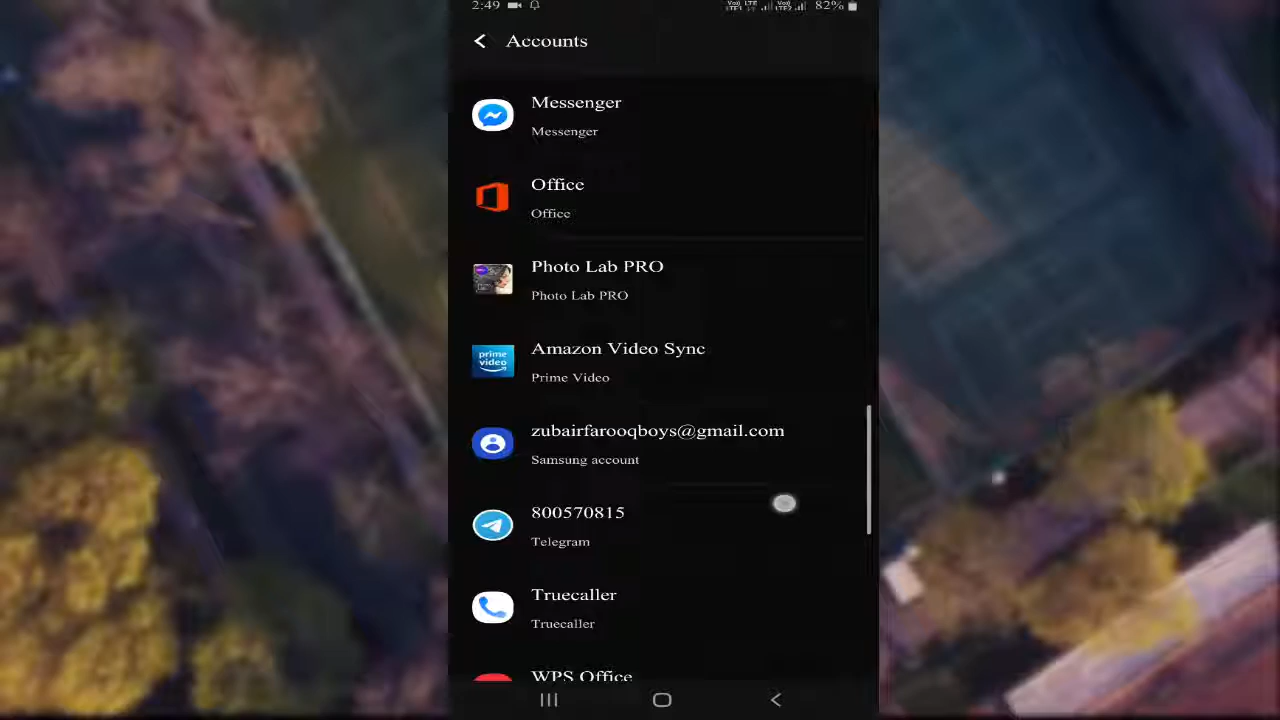 2:49
82%
Accounts
Messenger
Messenger
Office
Office
Photo Lab PRO
Photo Lab PRO
prime video
Amazon Video Sync
Prime Video
zubairfarooqboys@gmail.com
Samsung account
800570815
Telegram
Truecaller
Truecaller
WPS Office